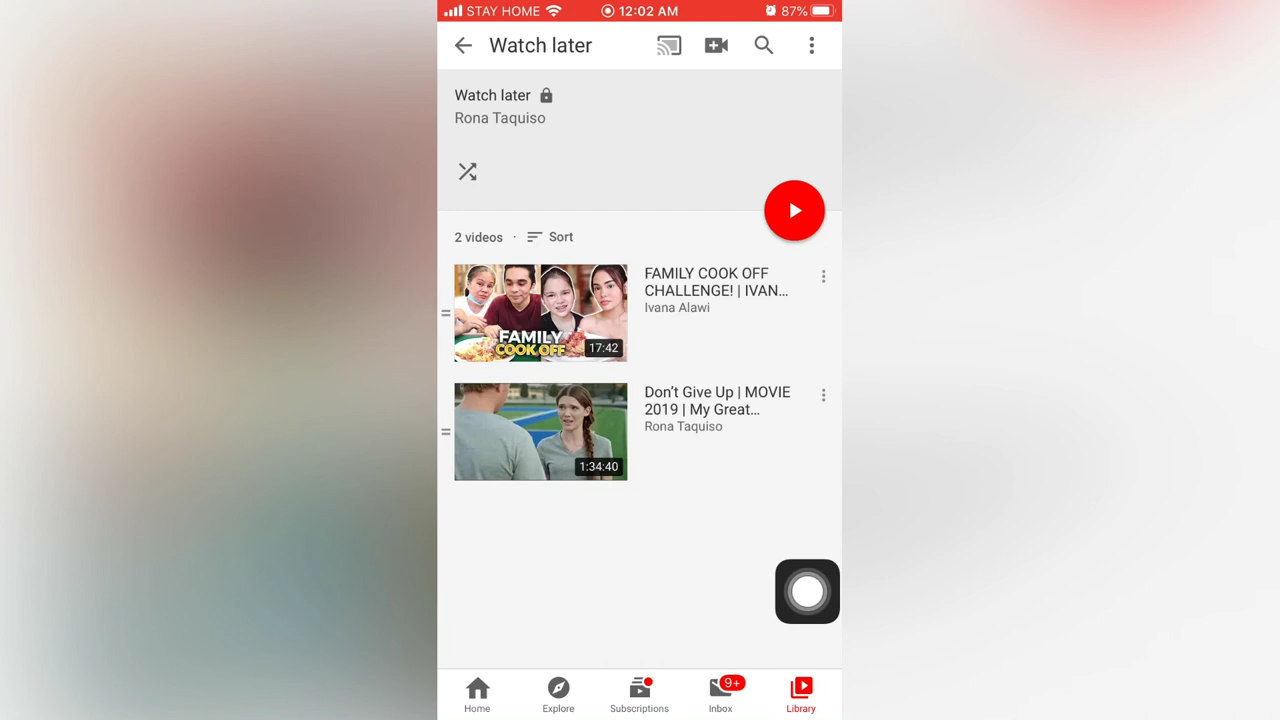 STAY HOME 12:02 AM 87%
Watch later
Watch later
Rona Taquiso
2 videos · Sort
FAMILY COOK OFF
CHALLENGE! | IVAN...
Ivana Alawi
FAMILY
COOK OFF
17:42
Don't Give Up | MOVIE
2019 | My Great...
Rona Taquiso
1:34:40
9+
Home Explore Subscriptions Inbox Library